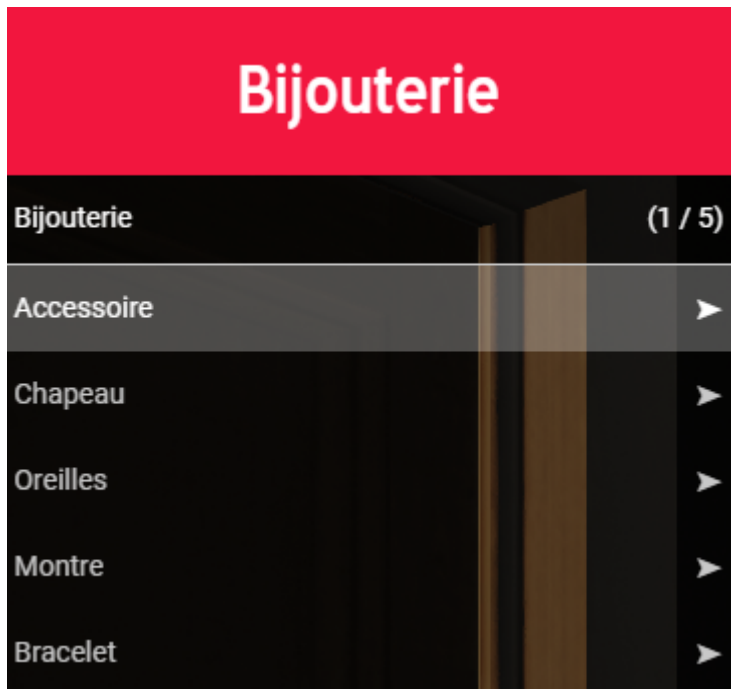 Bijouterie
Bijouterie (1 / 5)
Accessoire
Chapeau
Oreilles
Montre
Bracelet